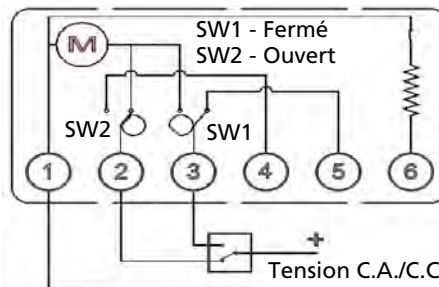 SW1 - Fermé
SW2 - Ouvert
M
SW2
SW1
1 2 3 4 5 6
+
Tension C.A./C.C